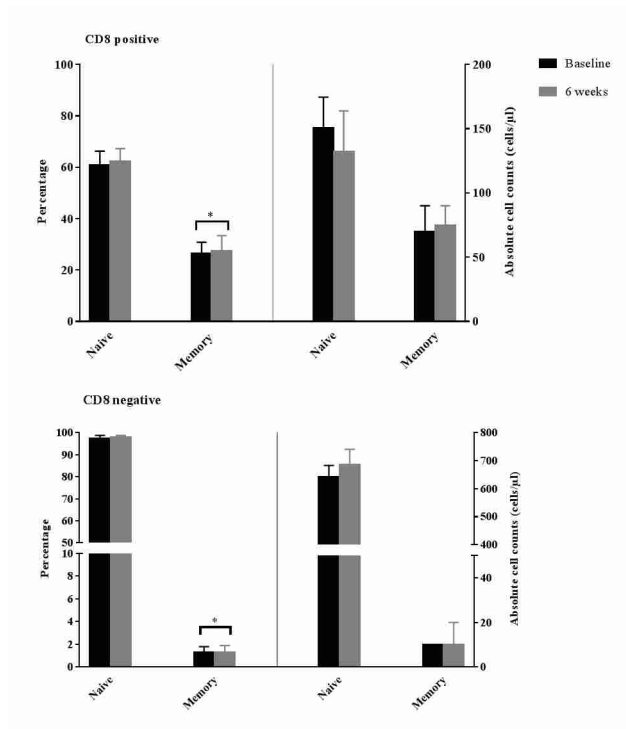 CD8 positive
Baseline
6 weeks
Percentage
100
80
60
40
20
0
*
200
150
100
50
0
Absolute cell counts (cells/µl)
Naive
Memory
Naive
Memory
CD8 negative
Percentage
100
90
80
70
60
50
10
8
6
4
2
0
*
800
700
600
500
400
60
40
20
0
Absolute cell counts (cells/µl)
Naive
Memory
Naive
Memory